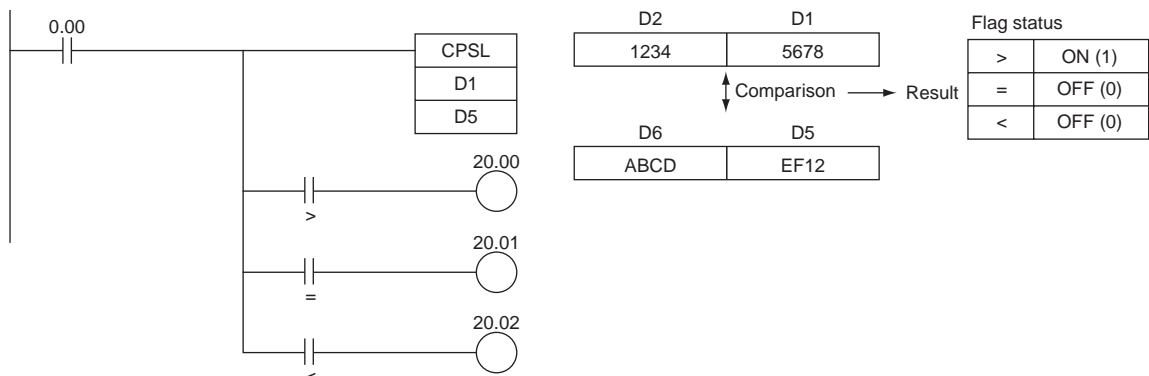 0.00
CPSL
D1
D5
20.00
>
20.01
=
20.02
<
D2 D1
1234 5678
Comparison Result
D6 D5
ABCD EF12
Flag status
> ON (1)
= OFF (0)
< OFF (0)